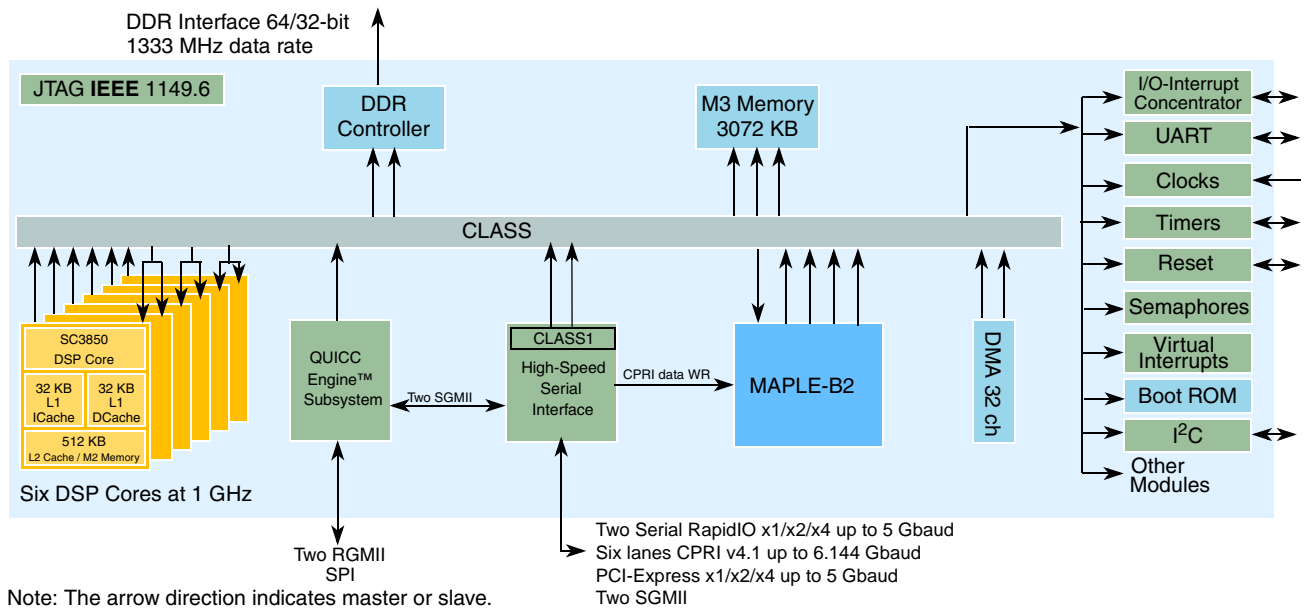 DDR Interface 64/32-bit
1333 MHz data rate
JTAG IEEE 1149.6
DDR
Controller
M3 Memory
3072 KB
I/O-Interrupt
Concentrator
UART
Clocks
Timers
Reset
Semaphores
Virtual
Interrupts
Boot ROM
I²C
Other
Modules
CLASS
SC3850
DSP Core
32 KB
L1
ICache
32 KB
L1
DCache
512 KB
L2 Cache / M2 Memory
Six DSP Cores at 1 GHz
QUICC
Engine™
Subsystem
Two SGMII
CLASS1
High-Speed
Serial
Interface
CPRI data WR
MAPLE-B2
DMA 32 ch
Two RGMII
SPI
Two Serial RapidIO x1/x2/x4 up to 5 Gbaud
Six lanes CPRI v4.1 up to 6.144 Gbaud
PCI-Express x1/x2/x4 up to 5 Gbaud
Two SGMII
Note: The arrow direction indicates master or slave.